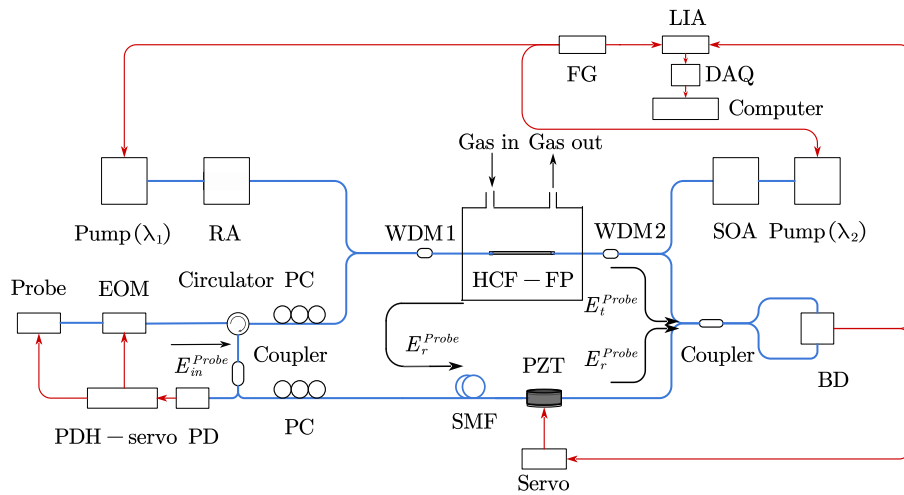 LIA
FG
DAQ
Computer
Gas in
Gas out
Pump(λ₁)
RA
WDM1
WDM2
SOA
Pump(λ₂)
HCF-FP
Probe
EOM
Circulator
PC
E_t^{Probe}
E_{in}^{Probe}
Coupler
E_r^{Probe}
PZT
E_r^{Probe}
Coupler
BD
PDH-servo
PD
PC
SMF
Servo